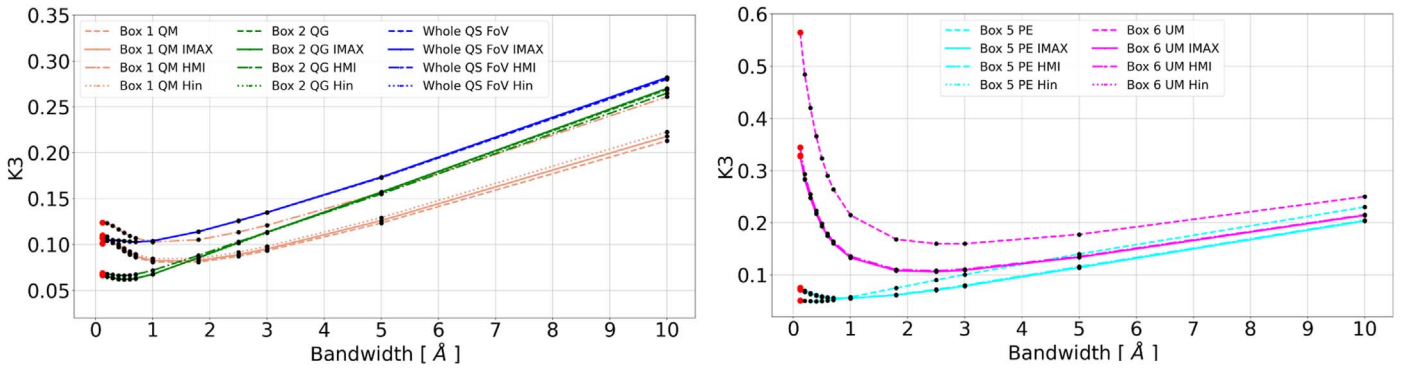 0.35
0.30
0.25
0.20
0.15
0.10
0.05
K3
Box 1 QM
Box 1 QM IMAX
Box 1 QM HMI
Box 1 QM Hin
Box 2 QG
Box 2 QG IMAX
Box 2 QG HMI
Box 2 QG Hin
Whole QS FoV
Whole QS FoV IMAX
Whole QS FoV HMI
Whole QS FoV Hin
0 1 2 3 4 5 6 7 8 9 10
Bandwidth [ Å ]
0.6
0.5
0.4
0.3
0.2
0.1
K3
Box 5 PE
Box 5 PE IMAX
Box 5 PE HMI
Box 5 PE Hin
Box 6 UM
Box 6 UM IMAX
Box 6 UM HMI
Box 6 UM Hin
0 1 2 3 4 5 6 7 8 9 10
Bandwidth [ Å ]